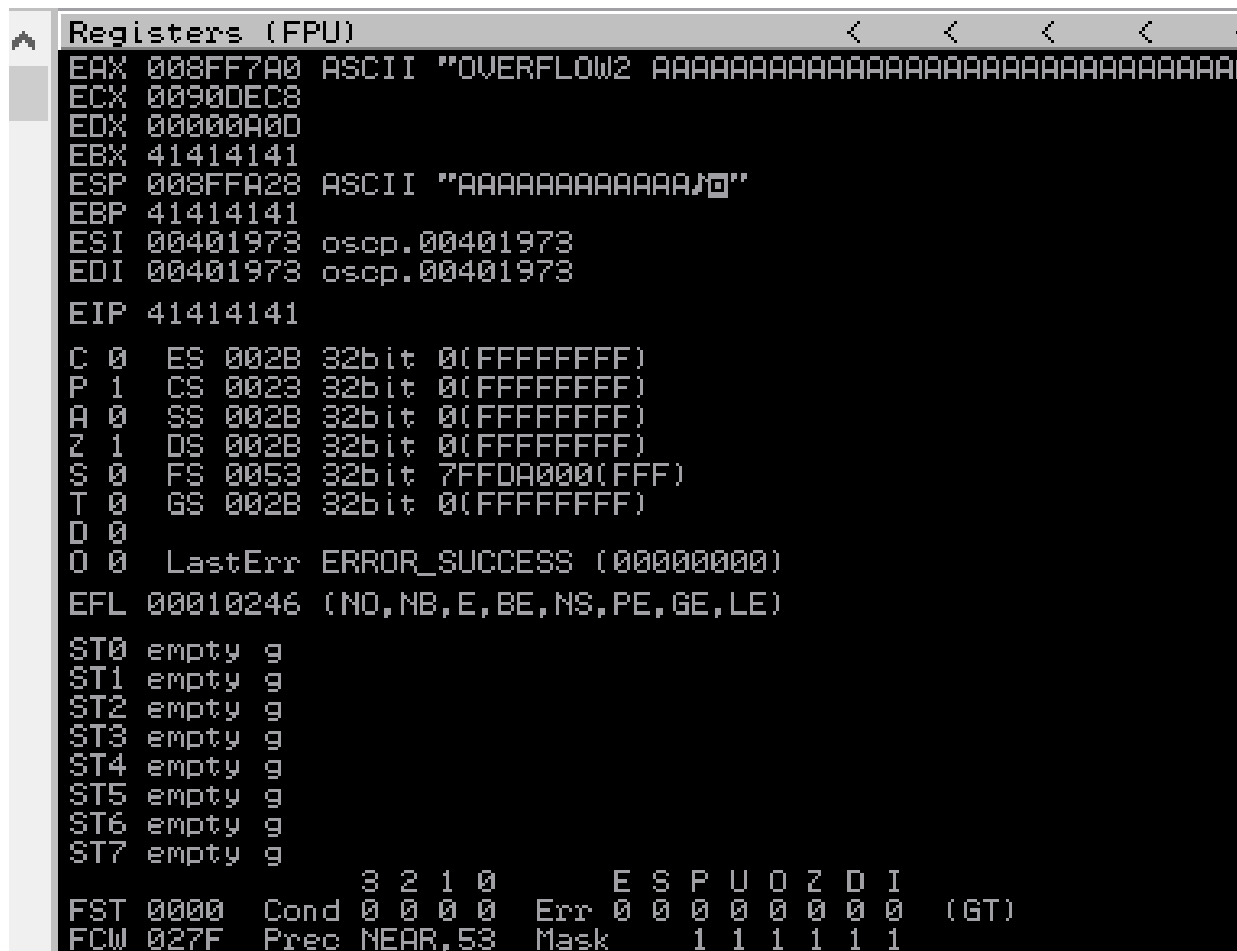 Registers (FPU) < < < <
EAX 008FF7A0 ASCII "OVERFLOW2 AAAAAAAAAAAAAAAAAAAAAAAAAAAAAA
ECX 0090DEC8
EDX 00000A0D
EBX 41414141
ESP 008FFA28 ASCII "AAAAAAAAAAAA♪◘"
EBP 41414141
ESI 00401973 oscp.00401973
EDI 00401973 oscp.00401973
EIP 41414141
C 0 ES 002B 32bit 0(FFFFFFFF)
P 1 CS 0023 32bit 0(FFFFFFFF)
A 0 SS 002B 32bit 0(FFFFFFFF)
Z 1 DS 002B 32bit 0(FFFFFFFF)
S 0 FS 0053 32bit 7FFDA000(FFF)
T 0 GS 002B 32bit 0(FFFFFFFF)
D 0
O 0 LastErr ERROR_SUCCESS (00000000)
EFL 00010246 (NO,NB,E,BE,NS,PE,GE,LE)
ST0 empty g
ST1 empty g
ST2 empty g
ST3 empty g
ST4 empty g
ST5 empty g
ST6 empty g
ST7 empty g
3 2 1 0 E S P U O Z D I
FST 0000 Cond 0 0 0 0 Err 0 0 0 0 0 0 0 0 (GT)
FCW 027F Prec NEAR,53 Mask 1 1 1 1 1 1